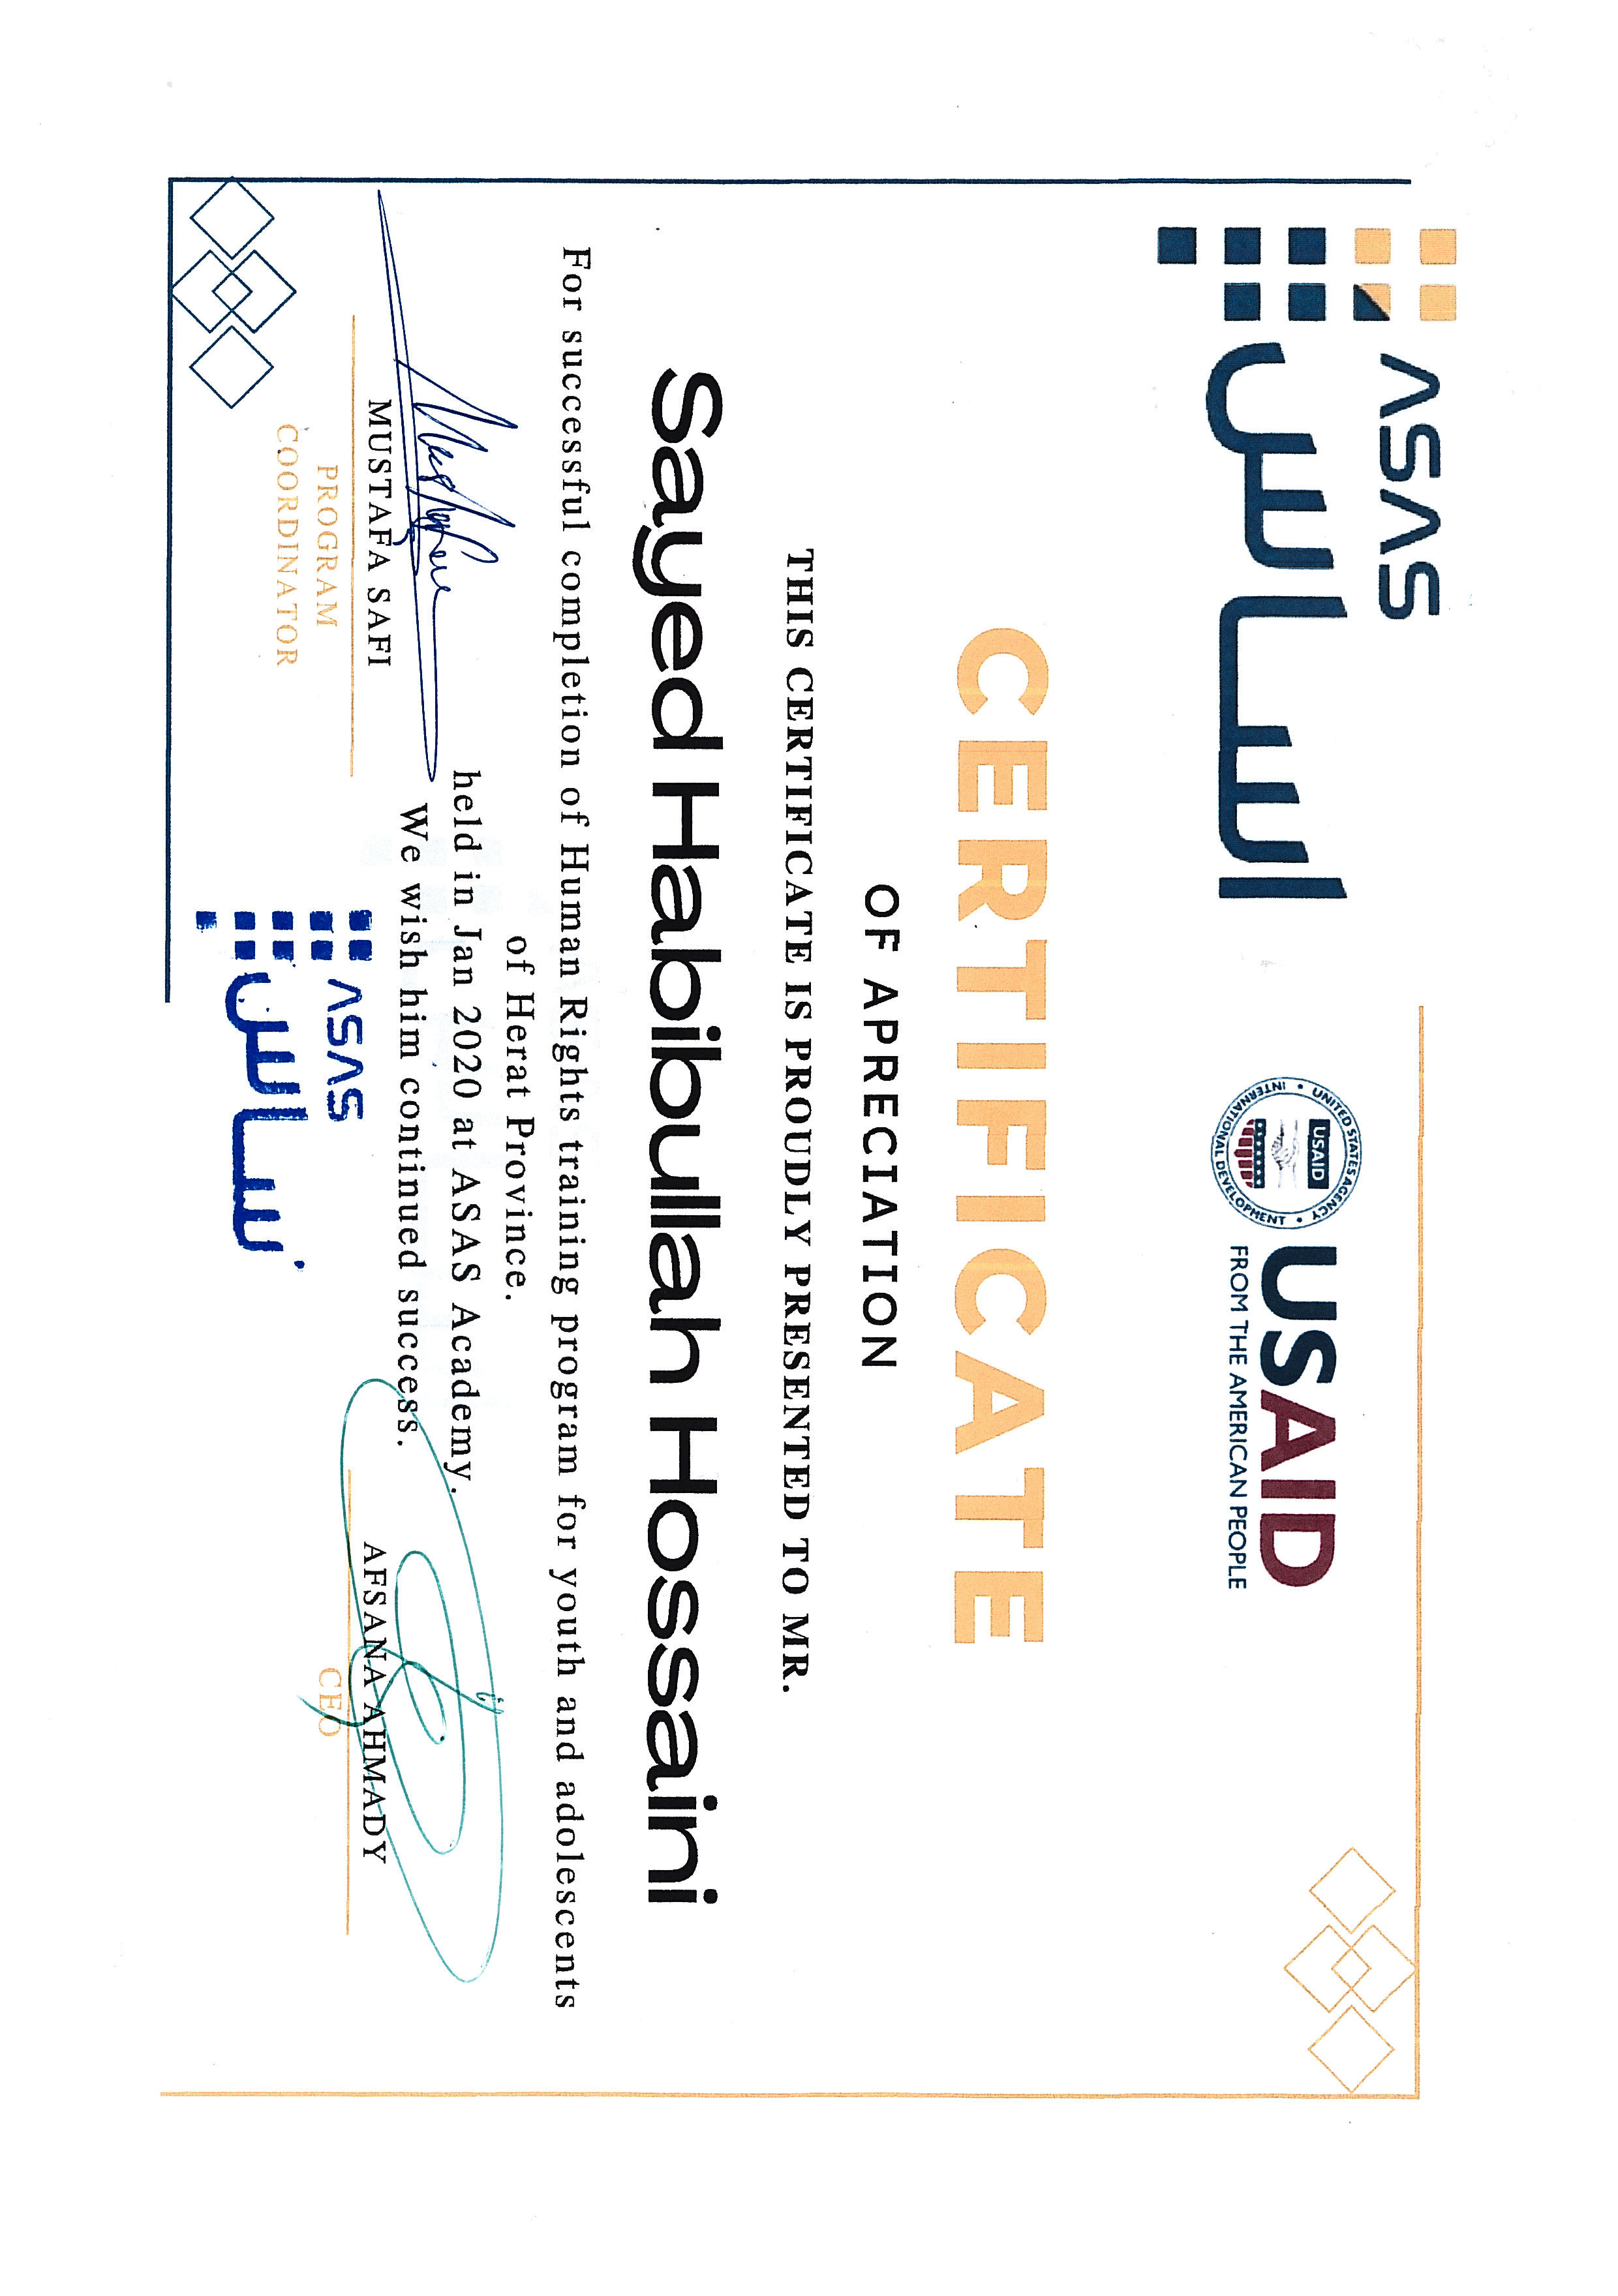 ASAS
اساس
UNITED STATES AGENCY
INTERNATIONAL DEVELOPMENT
USAID
USAID
FROM THE AMERICAN PEOPLE
CERTIFICATE
OF APRECIATION
THIS CERTIFICATE IS PROUDLY PRESENTED TO MR.
Sayed Habibullah Hossaini
For successful completion of Human Rights training program for youth and adolescents
of Herat Province.
held in Jan 2020 at ASAS Academy.
We wish him continued success.
MUSTAFA SAFI
PROGRAM
COORDINATOR
AFSANA AHMADY
CEO
ASAS
ساس